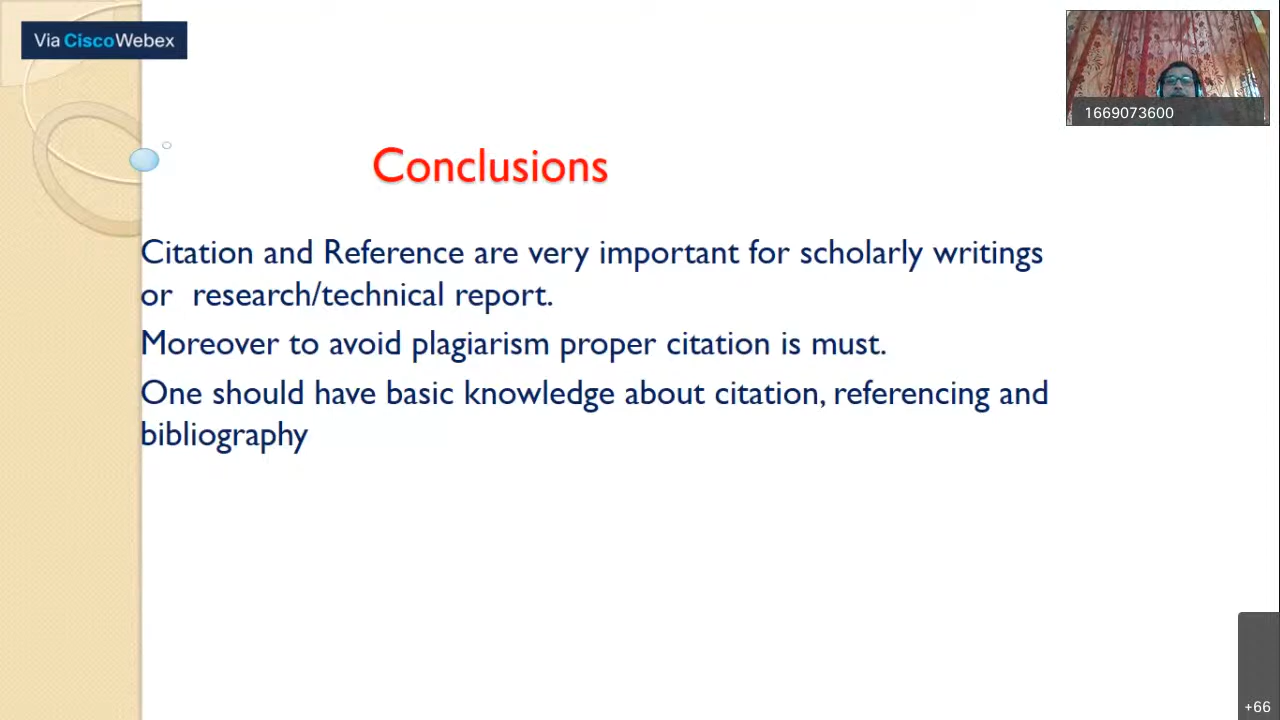 Via CiscoWebex
1669073600
Conclusions
Citation and Reference are very important for scholarly writings
or research/technical report.
Moreover to avoid plagiarism proper citation is must.
One should have basic knowledge about citation, referencing and
bibliography
+66